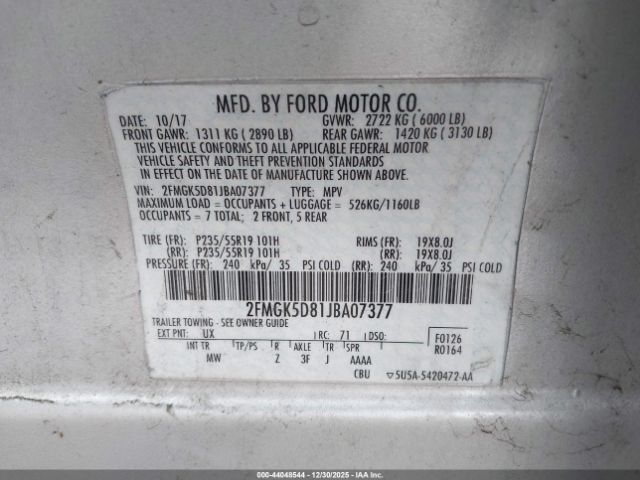 MFD. BY FORD MOTOR CO.
DATE: 10/17 GVWR: 2722 KG ( 6000 LB)
FRONT GAWR: 1311 KG ( 2890 LB) REAR GAWR: 1420 KG ( 3130 LB)
THIS VEHICLE CONFORMS TO ALL APPLICABLE FEDERAL MOTOR
VEHICLE SAFETY AND THEFT PREVENTION STANDARDS
IN EFFECT ON THE DATE OF MANUFACTURE SHOWN ABOVE.
VIN: 2FMGK5D81JBA07377 TYPE: MPV
MAXIMUM LOAD = OCCUPANTS + LUGGAGE = 526KG/1160LB
OCCUPANTS = 7 TOTAL; 2 FRONT, 5 REAR
TIRE (FR): P235/55R19 101H RIMS (FR): 19X8.0J
(RR): P235/55R19 101H (RR): 19X8.0J
PRESSURE (FR): 240 kPa/ 35 PSI COLD (RR): 240 kPa/ 35 PSI COLD
2FMGK5D81JBA07377
TRAILER TOWING - SEE OWNER GUIDE
EXT PNT: UX RC: 71 DSO: F0126
INT TR TP/PS R AXLE TR SPR R0164
MW Z 3F J AAAA
CBU ▽5U5A-5420472-AA
000-44048544 - 12/30/2025 - IAAI.ca